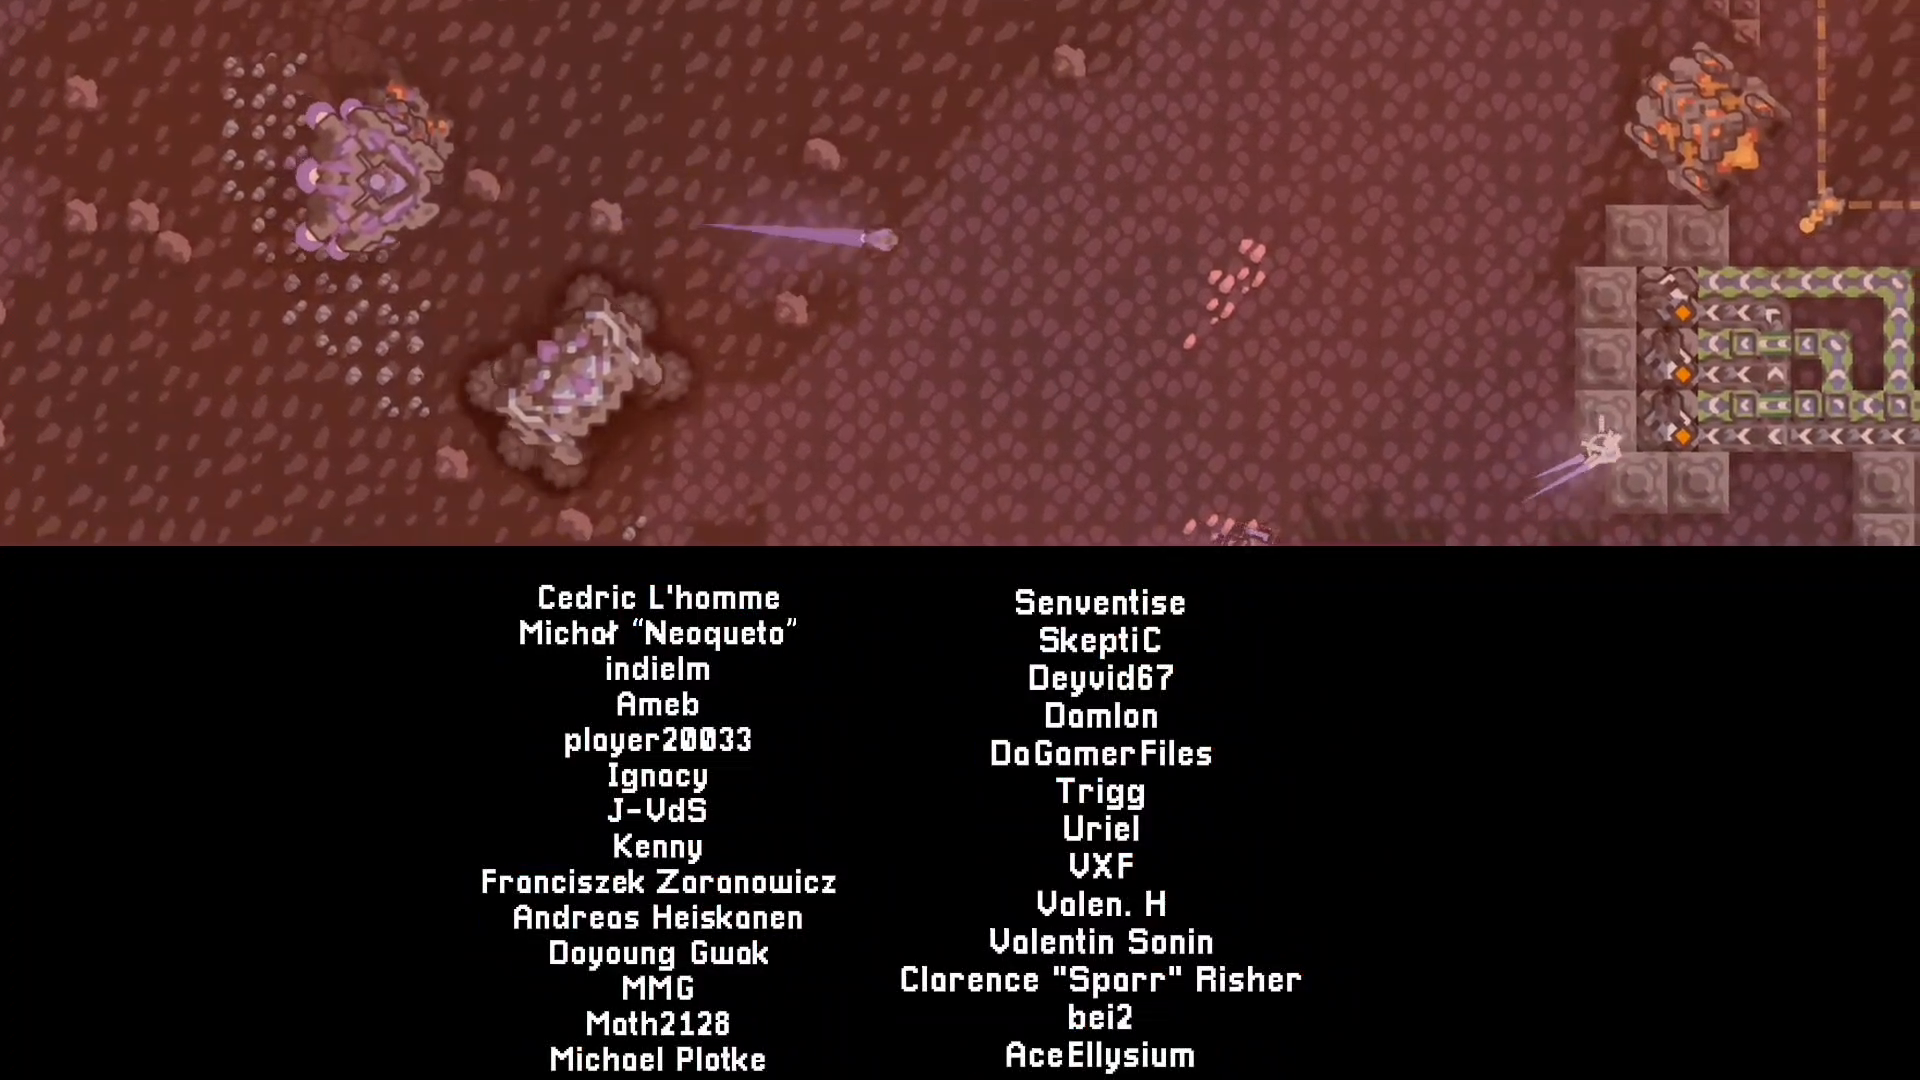 Cedric L'homme
Michał “Neoqueto”
indielm
Ameb
player20033
Ignacy
J-VdS
Kenny
Franciszek Zaranowicz
Andreas Heiskanen
Doyoung Gwak
MMG
Math2128
Michael Plotke
Senventise
SkeptiC
Deyvid67
Damlon
DaGamerFiles
Trigg
Uriel
VXF
Valen. H
Valentin Sonin
Clarence "Sparr" Risher
bei2
AceEllysium